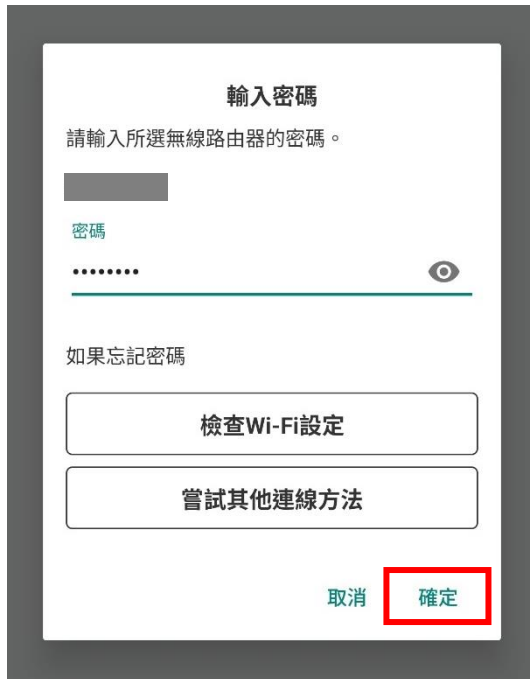 輸入密碼
請輸入所選無線路由器的密碼。
密碼
••••••••
如果忘記密碼
檢查Wi-Fi設定
嘗試其他連線方法
取消 確定